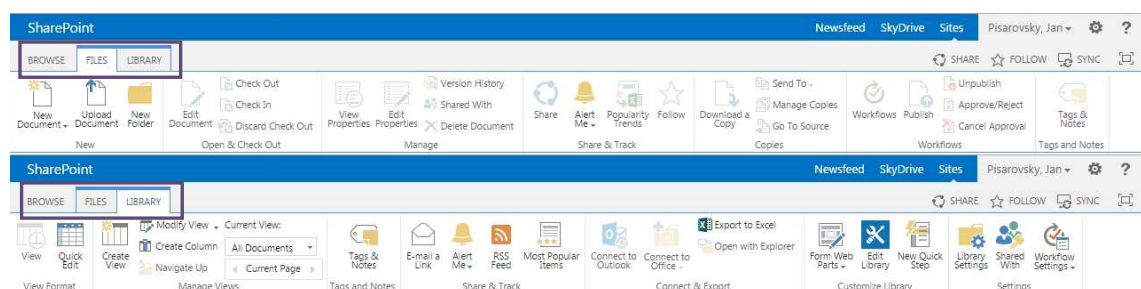 SharePoint Newsfeed SkyDrive Sites Pisarovsky, Jan ?
BROWSE FILES LIBRARY SHARE FOLLOW SYNC
New Document Upload Document New Folder
Edit Document Check Out
Check In
Discard Check Out
View Properties Edit Properties Version History
Shared With
Delete Document
Share Alert Me Popularity Trends Follow
Download a Copy Send To
Manage Copies
Go To Source
Workflows Publish Unpublish
Approve/Reject
Cancel Approval
Tags & Notes
New Open & Check Out Manage Share & Track Copies Workflows Tags and Notes
SharePoint Newsfeed SkyDrive Sites Pisarovsky, Jan ?
BROWSE FILES LIBRARY SHARE FOLLOW SYNC
View Quick Edit
Create View Modify View
Create Column
Navigate Up
Current View:
All Documents
Current Page
Tags & Notes
E-mail a Link Alert Me RSS Feed Most Popular Items
Connect to Outlook Connect to Office Export to Excel
Open with Explorer
Form Web Parts Edit Library New Quick Step
Library Settings Shared With Workflow Settings
View Format Manage Views Tags and Notes Share & Track Connect & Export Customize Library Settings